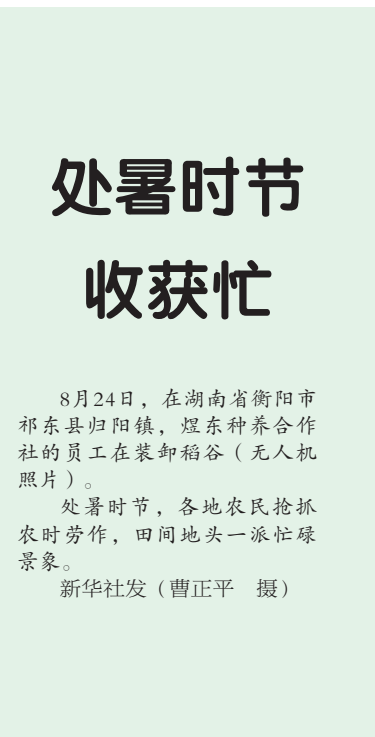 处暑时节
收获忙
8月24日，在湖南省衡阳市
祁东县归阳镇，煜东种养合作
社的员工在装卸稻谷（无人机
照片）。
处暑时节，各地农民抢抓
农时劳作，田间地头一派忙碌
景象。
新华社发（曹正平　摄）